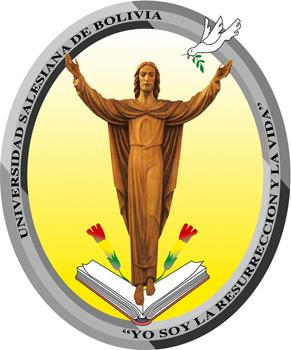 UNIVERSIDAD SALESIANA DE BOLIVIA
“YO SOY LA RESURRECCION Y LA VIDA”